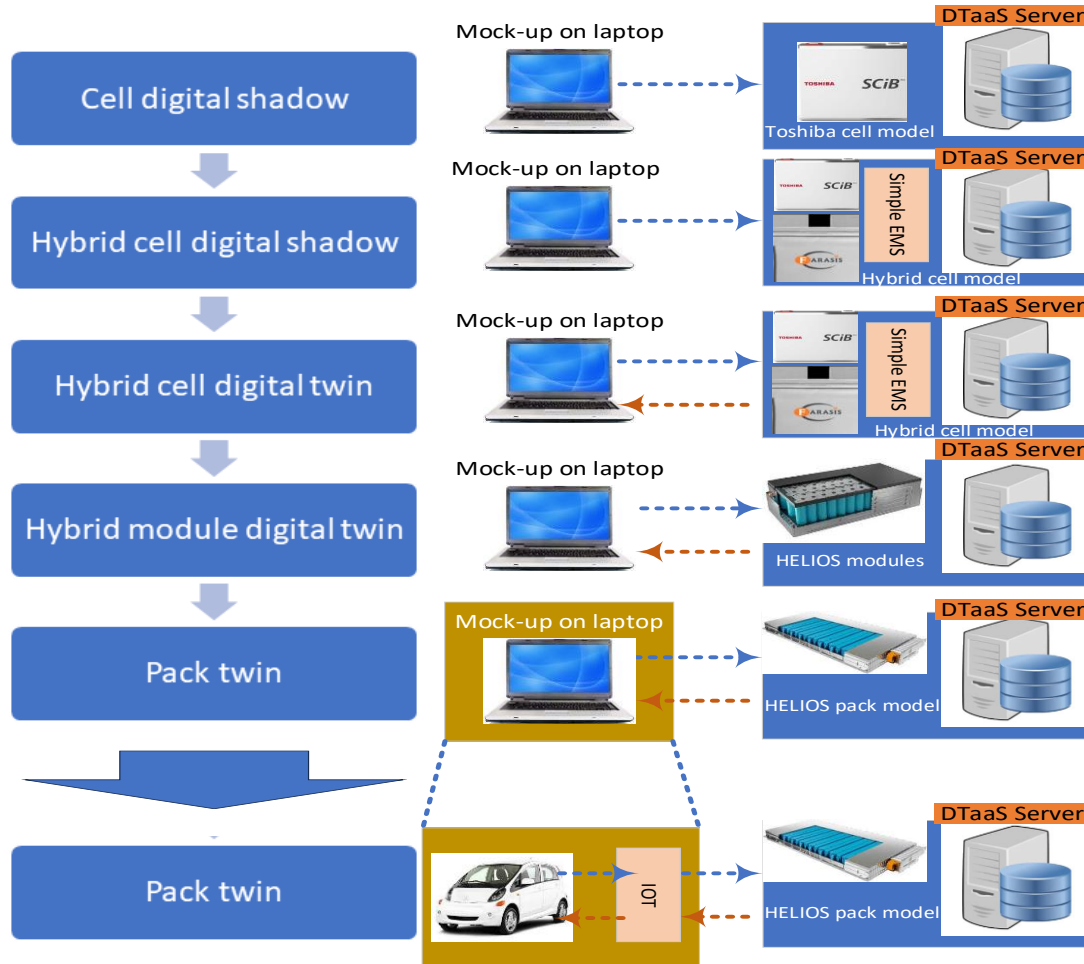 Cell digital shadow
Mock-up on laptop
DTaaS Server
TOSHIBA SCiB™
Toshiba cell model
Hybrid cell digital shadow
Mock-up on laptop
DTaaS Server
TOSHIBA SCiB™
FARASIS
Simple EMS
Hybrid cell model
Hybrid cell digital twin
Mock-up on laptop
DTaaS Server
TOSHIBA SCiB™
FARASIS
Simple EMS
Hybrid cell model
Hybrid module digital twin
Mock-up on laptop
DTaaS Server
HELIOS modules
Pack twin
Mock-up on laptop
DTaaS Server
HELIOS pack model
Pack twin
IOT
DTaaS Server
HELIOS pack model